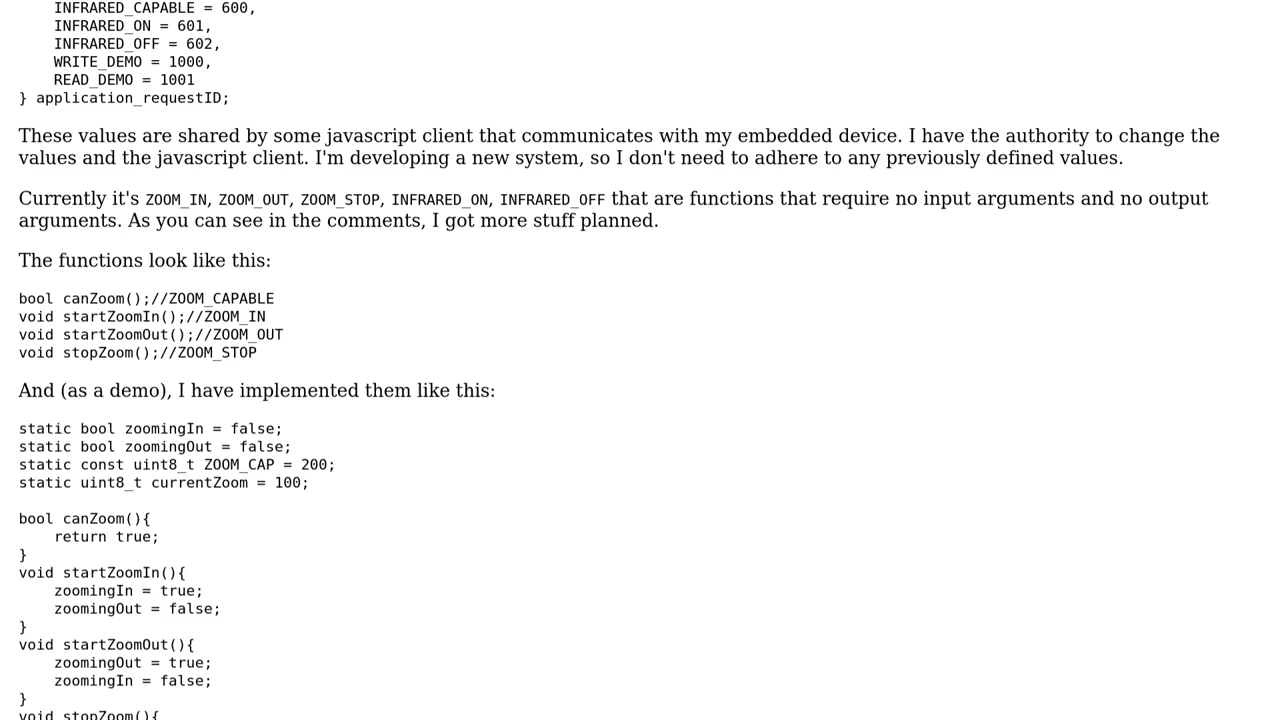 INFRARED_CAPABLE = 600,
    INFRARED_ON = 601,
    INFRARED_OFF = 602,
    WRITE_DEMO = 1000,
    READ_DEMO = 1001
} application_requestID;
These values are shared by some javascript client that communicates with my embedded device. I have the authority to change the
values and the javascript client. I'm developing a new system, so I don't need to adhere to any previously defined values.
Currently it's ZOOM_IN, ZOOM_OUT, ZOOM_STOP, INFRARED_ON, INFRARED_OFF that are functions that require no input arguments and no output
arguments. As you can see in the comments, I got more stuff planned.
The functions look like this:
bool canZoom();//ZOOM_CAPABLE
void startZoomIn();//ZOOM_IN
void startZoomOut();//ZOOM_OUT
void stopZoom();//ZOOM_STOP
And (as a demo), I have implemented them like this:
static bool zoomingIn = false;
static bool zoomingOut = false;
static const uint8_t ZOOM_CAP = 200;
static uint8_t currentZoom = 100;
bool canZoom(){
    return true;
}
void startZoomIn(){
    zoomingIn = true;
    zoomingOut = false;
}
void startZoomOut(){
    zoomingOut = true;
    zoomingIn = false;
}
void stopZoom(){